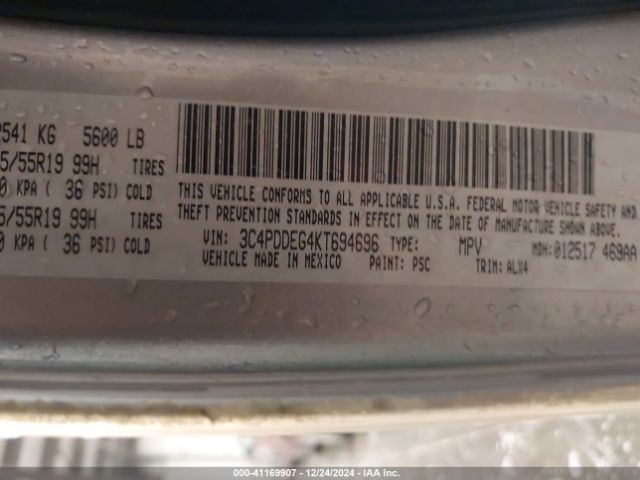 2541 KG 5600 LB
5/55R19 99H TIRES
0 KPA ( 36 PSI) COLD
5/55R19 99H TIRES
0 KPA ( 36 PSI) COLD
THIS VEHICLE CONFORMS TO ALL APPLICABLE U.S.A. FEDERAL MOTOR VEHICLE SAFETY AND
THEFT PREVENTION STANDARDS IN EFFECT ON THE DATE OF MANUFACTURE SHOWN ABOVE.
VIN: 3C4PDDEG4KT694696 TYPE: MPV MDH: 012517 469AA
VEHICLE MADE IN MEXICO PAINT: PSC TRIM: ALX4
000-41169907 - 12/24/2024 - IAA Inc.